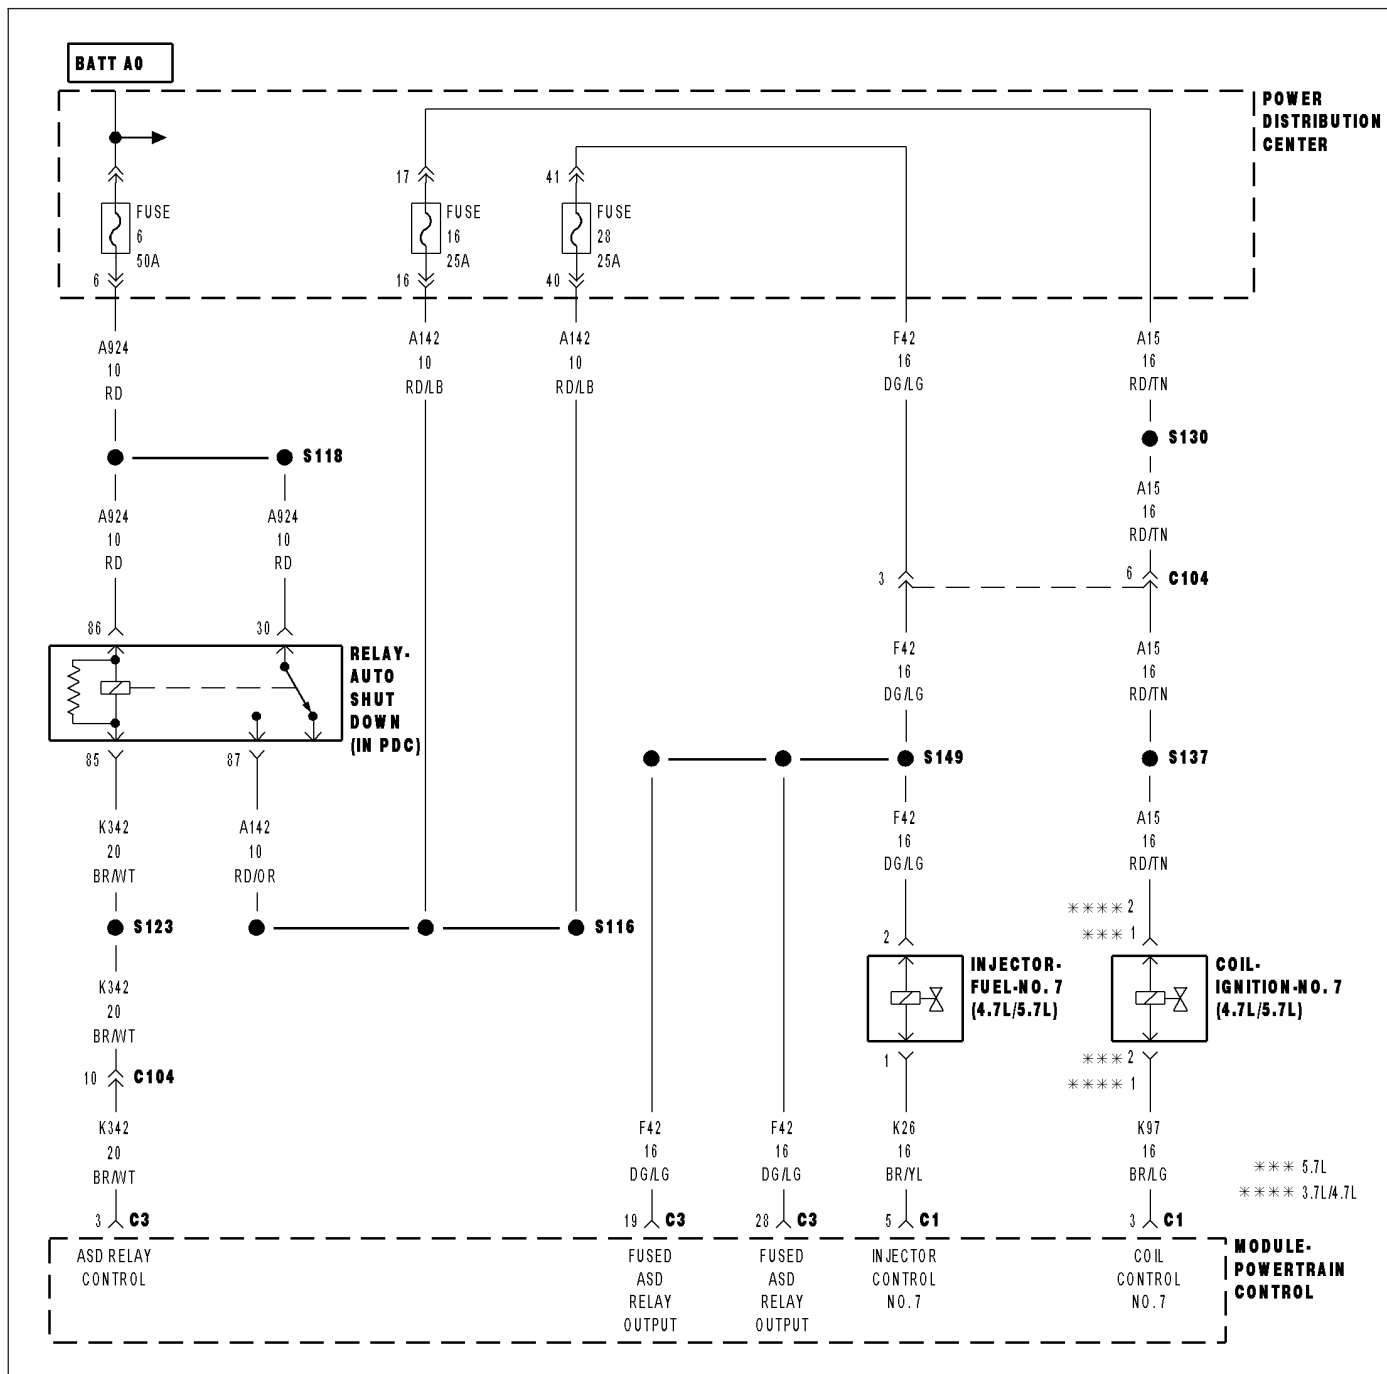 BATT A0
POWER
DISTRIBUTION
CENTER
17
41
FUSE
6
50A
FUSE
16
25A
FUSE
28
25A
6
16
40
A924
10
RD
A142
10
RD/LB
A142
10
RD/LB
F42
16
DG/LG
A15
16
RD/TN
S118
S130
A924
10
RD
A924
10
RD
A15
16
RD/TN
3
6
C104
86
30
RELAY-
AUTO
SHUT
DOWN
(IN PDC)
F42
16
DG/LG
A15
16
RD/TN
85
87
S149
S137
K342
20
BR/WT
A142
10
RD/OR
F42
16
DG/LG
A15
16
RD/TN
S123
S116
2
**** 2
*** 1
K342
20
BR/WT
INJECTOR-
FUEL-NO. 7
(4.7L/5.7L)
COIL-
IGNITION-NO. 7
(4.7L/5.7L)
10
C104
1
*** 2
**** 1
K342
20
BR/WT
F42
16
DG/LG
F42
16
DG/LG
K26
16
BR/YL
K97
16
BR/LG
*** 5.7L
**** 3.7L/4.7L
3 C3
19 C3
28 C3
5 C1
3 C1
ASD RELAY
CONTROL
FUSED
ASD
RELAY
OUTPUT
FUSED
ASD
RELAY
OUTPUT
INJECTOR
CONTROL
NO. 7
COIL
CONTROL
NO. 7
MODULE-
POWERTRAIN
CONTROL